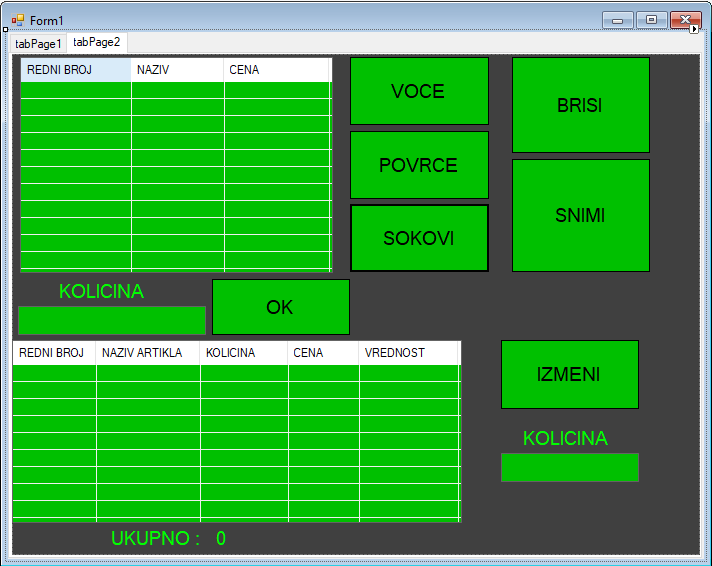 Form1
tabPage1 tabPage2
REDNI BROJ NAZIV CENA
VOCE
BRISI
POVRCE
SNIMI
SOKOVI
KOLICINA
OK
REDNI BROJ NAZIV ARTIKLA KOLICINA CENA VREDNOST
IZMENI
KOLICINA
UKUPNO : 0